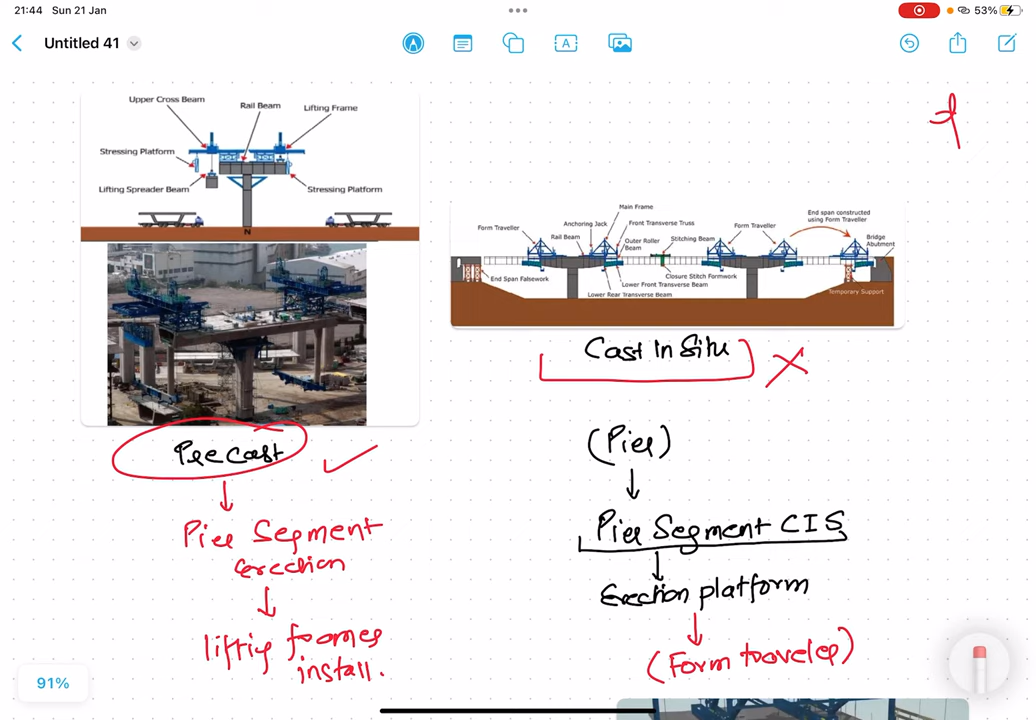 21:44 Sun 21 Jan
53%
Untitled 41
A
Upper Cross Beam
Rail Beam
Lifting Frame
Stressing Platform
Lifting Spreader Beam
Stressing Platform
N
Main Frame
Form Traveller
Anchoring Jack
Front Transverse Truss
Rail Beam
Outer Roller
Beam
Stitching Beam
Form Traveller
End span constructed
using Form Traveller
Bridge
Abutment
End Span Falsework
Closure Stitch Formwork
Lower Front Transverse Beam
Lower Rear Transverse Beam
Temporary Support
Cast In Situ
Precast
Pier Segment
erection
(Pier)
Pier Segment CIS
Erection platform
(Form traveler)
install.
91%